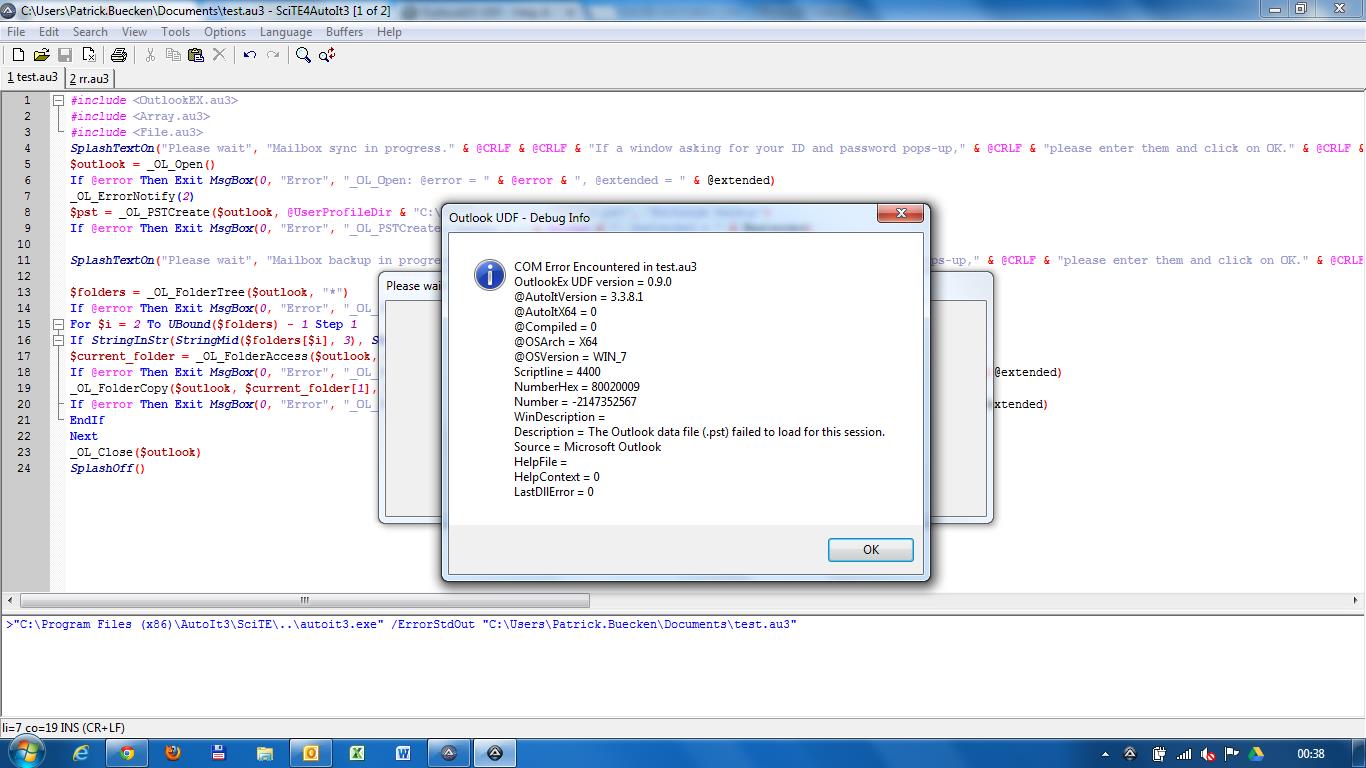 C:\Users\Patrick.Buecken\Documents\test.au3 - SciTE4AutoIt3 [1 of 2]
File Edit Search View Tools Options Language Buffers Help
1 test.au3 2 rr.au3
1 #include <OutlookEX.au3>
2 #include <Array.au3>
3 #include <File.au3>
4 SplashTextOn("Please wait", "Mailbox sync in progress." & @CRLF & @CRLF & "If a window asking for your ID and password pops-up," & @CRLF & "please enter them and click on OK." & @CRLF &
5 $outlook = _OL_Open()
6 If @error Then Exit MsgBox(0, "Error", "_OL_Open: @error = " & @error & ", @extended = " & @extended)
7 _OL_ErrorNotify(2)
8 $pst = _OL_PSTCreate($outlook, @UserProfileDir & "C:\
9 If @error Then Exit MsgBox(0, "Error", "_OL_PSTCreate
10
11 SplashTextOn("Please wait", "Mailbox backup in progre ps-up," & @CRLF & "please enter them and click on OK." & @CRLF
12
13 $folders = _OL_FolderTree($outlook, "*")
14 If @error Then Exit MsgBox(0, "Error", "_OL_
15 For $i = 2 To UBound($folders) - 1 Step 1
16 If StringInStr(StringMid($folders[$i], 3), S
17 $current_folder = _OL_FolderAccess($outlook,
18 If @error Then Exit MsgBox(0, "Error", "_OL_ @extended)
19 _OL_FolderCopy($outlook, $current_folder[1],
20 If @error Then Exit MsgBox(0, "Error", "_OL_ xtended)
21 EndIf
22 Next
23 _OL_Close($outlook)
24 SplashOff()
Please wai
Outlook UDF - Debug Info
COM Error Encountered in test.au3
OutlookEx UDF version = 0.9.0
@AutoItVersion = 3.3.8.1
@AutoItX64 = 0
@Compiled = 0
@OSArch = X64
@OSVersion = WIN_7
Scriptline = 4400
NumberHex = 80020009
Number = -2147352567
WinDescription =
Description = The Outlook data file (.pst) failed to load for this session.
Source = Microsoft Outlook
HelpFile =
HelpContext = 0
LastDllError = 0
OK
>"C:\Program Files (x86)\AutoIt3\SciTE\..\autoit3.exe" /ErrorStdOut "C:\Users\Patrick.Buecken\Documents\test.au3"
li=7 co=19 INS (CR+LF)
00:38